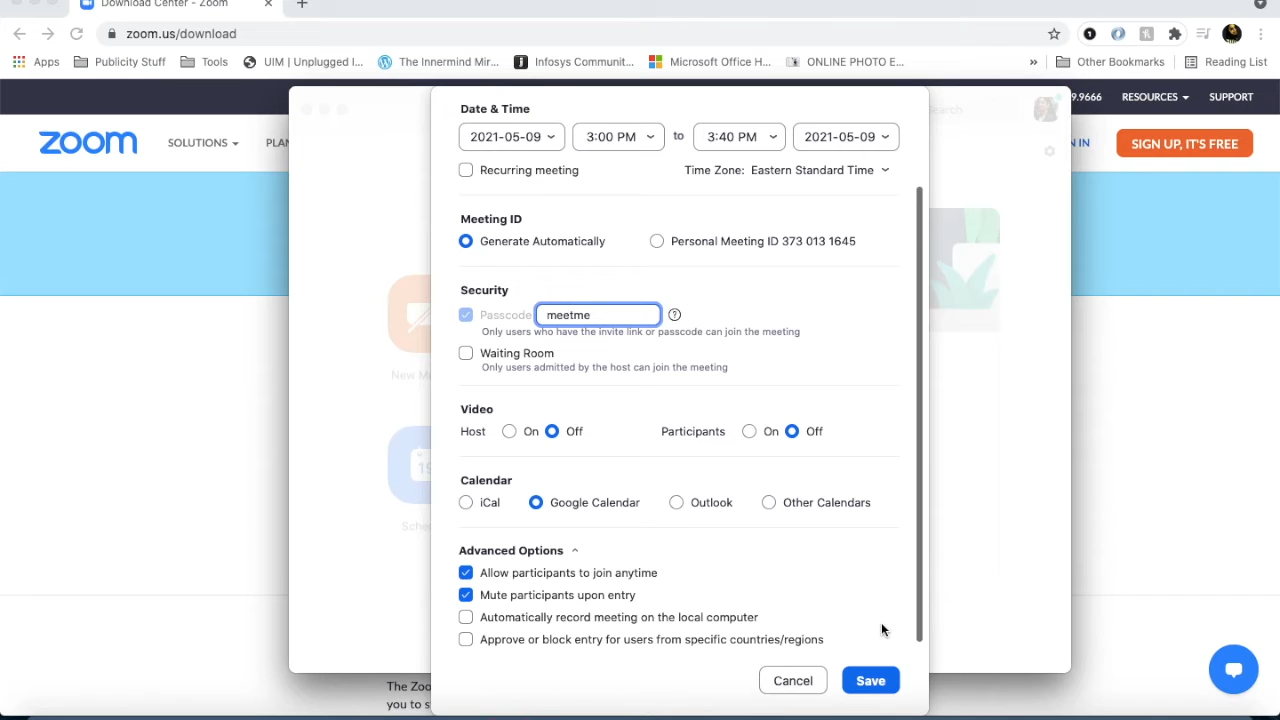 Download Center - Zoom
zoom.us/download
Apps Publicity Stuff Tools UIM | Unplugged I... The Innermind Mir... Infosys Communit... Microsoft Office H... ONLINE PHOTO E... » Other Bookmarks Reading List
9.9666 RESOURCES SUPPORT
zoom SOLUTIONS PLAN IN SIGN UP, IT'S FREE
earch
Date & Time
2021-05-09 3:00 PM to 3:40 PM 2021-05-09
Recurring meeting Time Zone: Eastern Standard Time
Meeting ID
Generate Automatically Personal Meeting ID 373 013 1645
Security
Passcode meetme ?
Only users who have the invite link or passcode can join the meeting
Waiting Room
Only users admitted by the host can join the meeting
New Me
Video
Host On Off Participants On Off
19
Calendar
iCal Google Calendar Outlook Other Calendars
Sche
Advanced Options
Allow participants to join anytime
Mute participants upon entry
Automatically record meeting on the local computer
Approve or block entry for users from specific countries/regions
Cancel Save
The Zoo
you to s